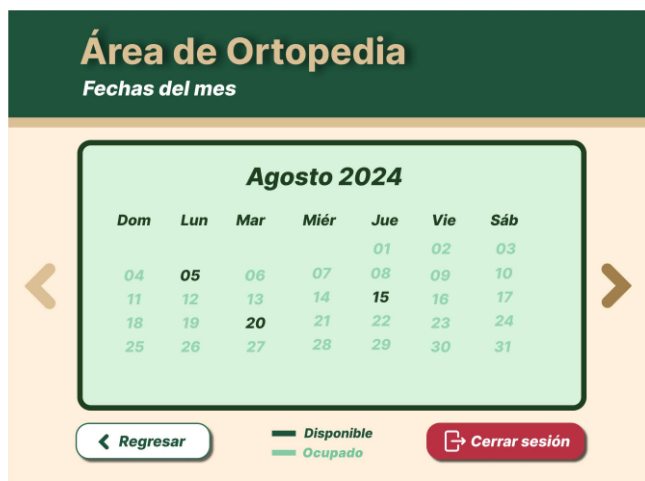 Área de Ortopedia
Fechas del mes
Agosto 2024
Dom Lun Mar Miér Jue Vie Sáb
01 02 03
04 05 06 07 08 09 10
11 12 13 14 15 16 17
18 19 20 21 22 23 24
25 26 27 28 29 30 31
Regresar
Disponible
Ocupado
Cerrar sesión